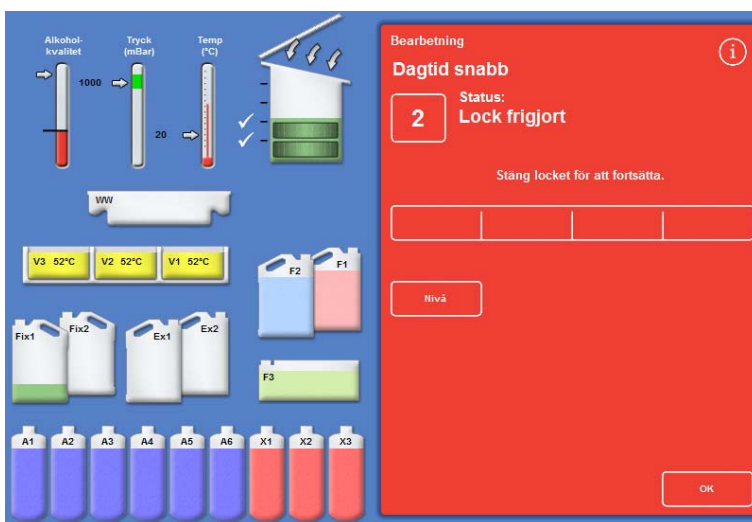 Alkohol-
kvalitet
Tryck
(mBar)
Temp
(°C)
1000
20
WW
V3 52°C
V2 52°C
V1 52°C
F2
F1
Fix1
Fix2
Ex1
Ex2
F3
A1
A2
A3
A4
A5
A6
X1
X2
X3
Bearbetning
i
Dagtid snabb
2
Status:
Lock frigjort
Stäng locket för att fortsätta.
Nivå
OK